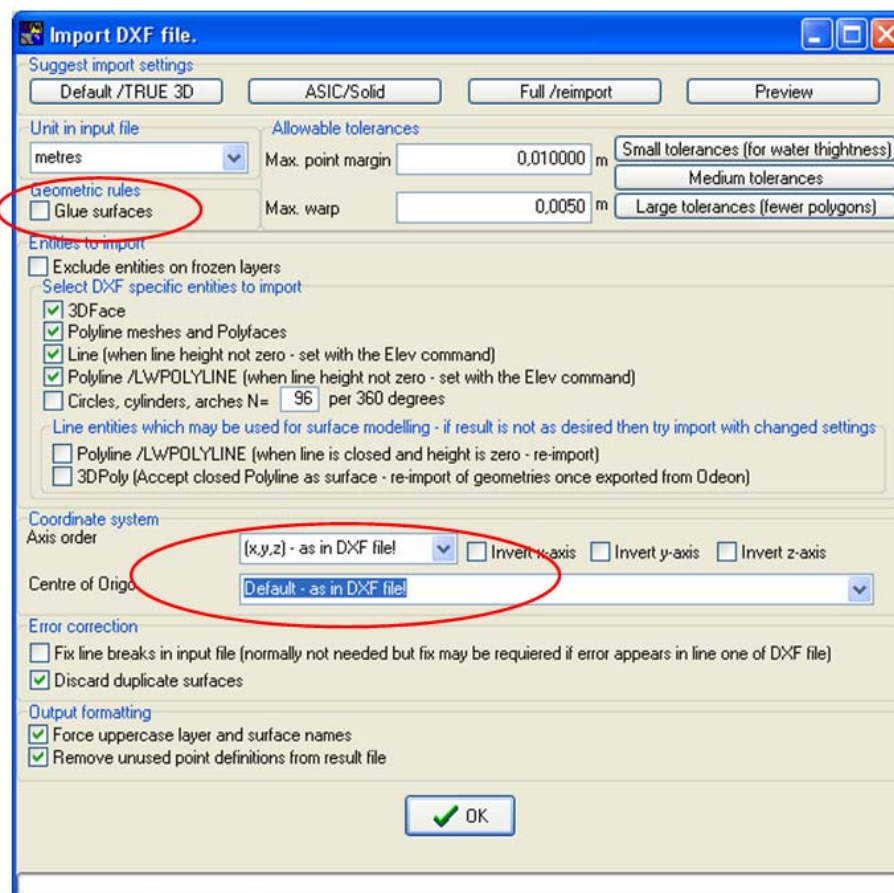 Import DXF file.
Suggest import settings
Default /TRUE 3D
ASIC/Solid
Full /reimport
Preview
Unit in input file
metres
Allowable tolerances
Max. point margin 0,010000 m
Small tolerances (for water thightness)
Medium tolerances
Geometric rules
Glue surfaces
Max. warp 0,0050 m
Large tolerances (fewer polygons)
Entities to import
Exclude entities on frozen layers
Select DXF specific entities to import
3DFace
Polyline meshes and Polyfaces
Line (when line height not zero - set with the Elev command)
Polyline /LWPOLYLINE (when line height not zero - set with the Elev command)
Circles, cylinders, arches N= 96 per 360 degrees
Line entities which may be used for surface modelling - if result is not as desired then try import with changed settings
Polyline /LWPOLYLINE (when line is closed and height is zero - re-import)
3DPoly (Accept closed Polyline as surface - re-import of geometries once exported from Odeon)
Coordinate system
Axis order (x,y,z) - as in DXF file! Invert x-axis Invert y-axis Invert z-axis
Centre of Origo Default - as in DXF file!
Error correction
Fix line breaks in input file (normally not needed but fix may be requiered if error appears in line one of DXF file)
Discard duplicate surfaces
Output formatting
Force uppercase layer and surface names
Remove unused point definitions from result file
OK